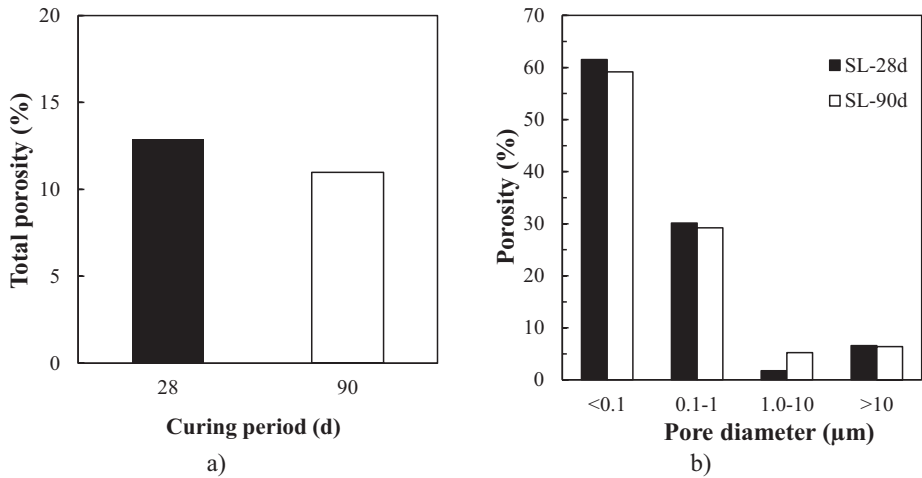 20
15
10
5
0
Total porosity (%)
28
90
Curing period (d)
a)
70
60
50
40
30
20
10
0
Porosity (%)
SL-28d
SL-90d
<0.1
0.1-1
1.0-10
>10
Pore diameter (µm)
b)